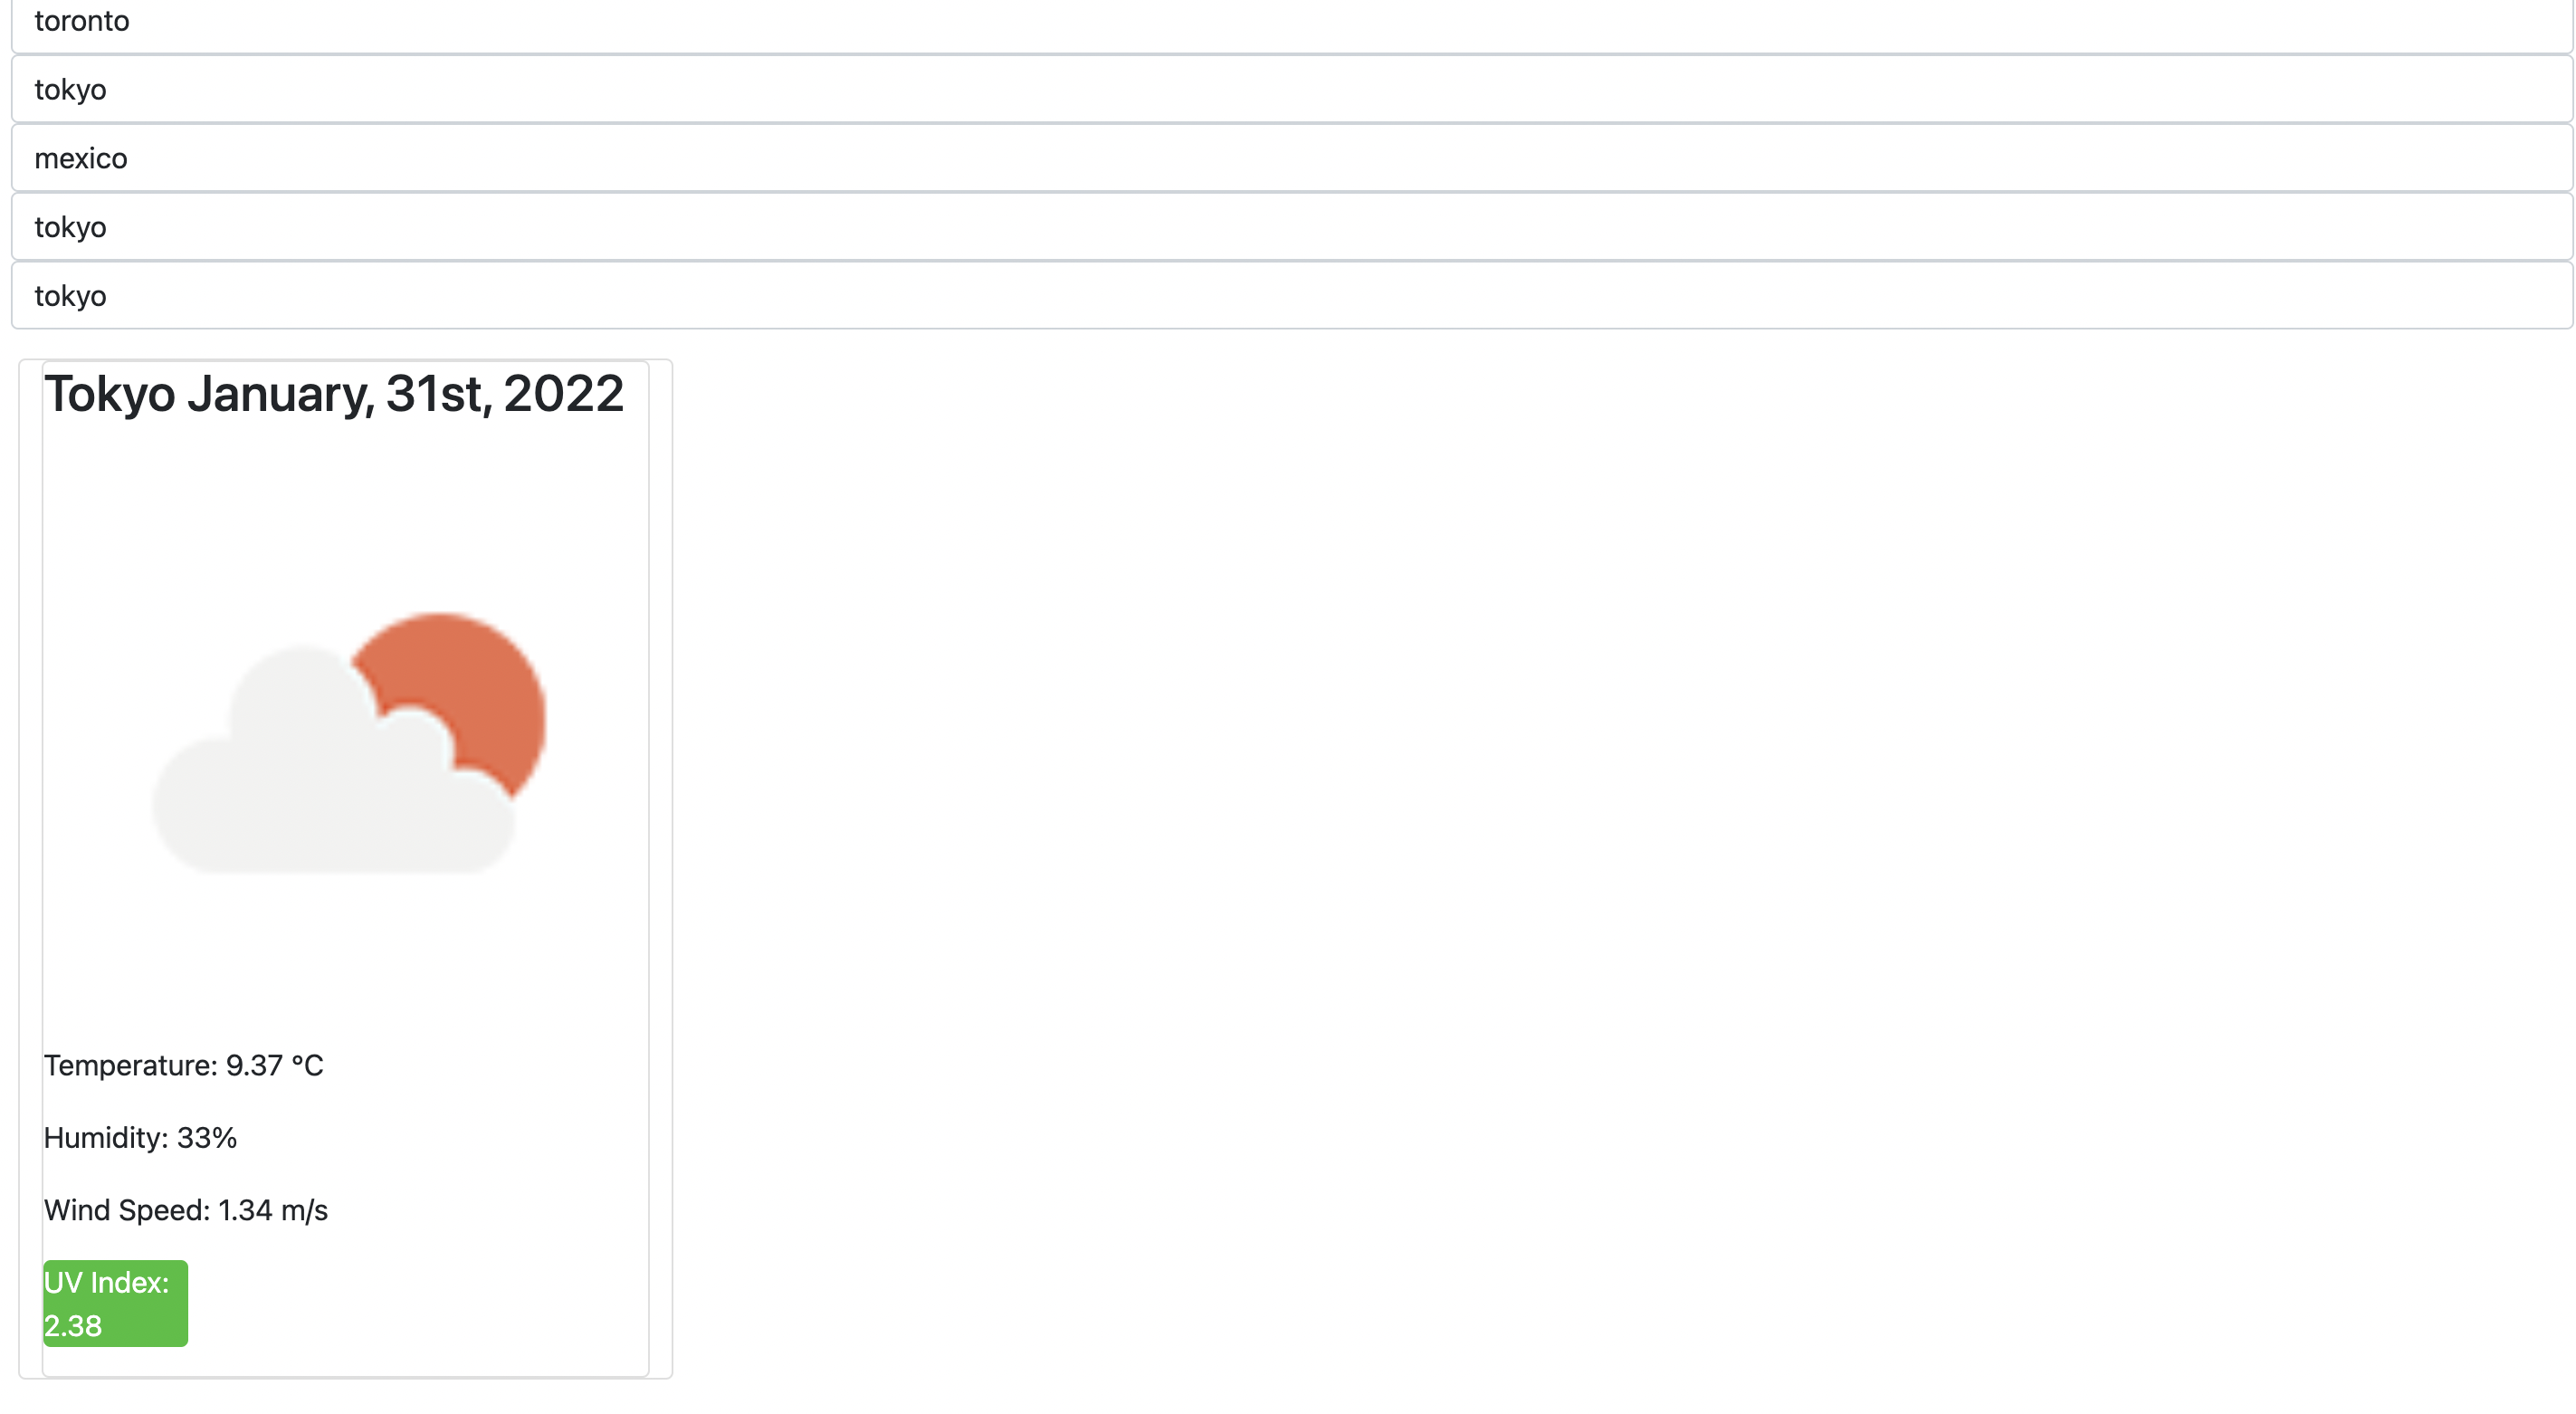 toronto
tokyo
mexico
tokyo
tokyo
Tokyo January, 31st, 2022
Temperature: 9.37 °C
Humidity: 33%
Wind Speed: 1.34 m/s
UV Index:
2.38